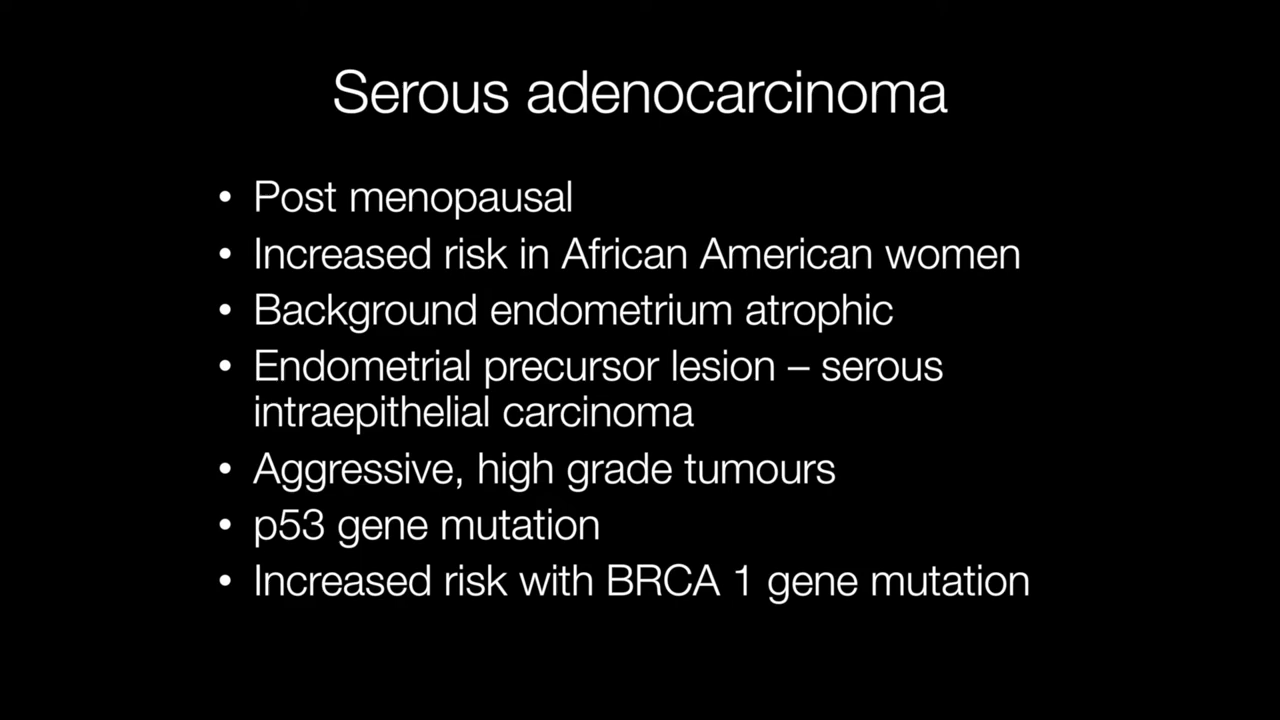 Serous adenocarcinoma
• Post menopausal
• Increased risk in African American women
• Background endometrium atrophic
• Endometrial precursor lesion – serous
intraepithelial carcinoma
• Aggressive, high grade tumours
• p53 gene mutation
• Increased risk with BRCA 1 gene mutation